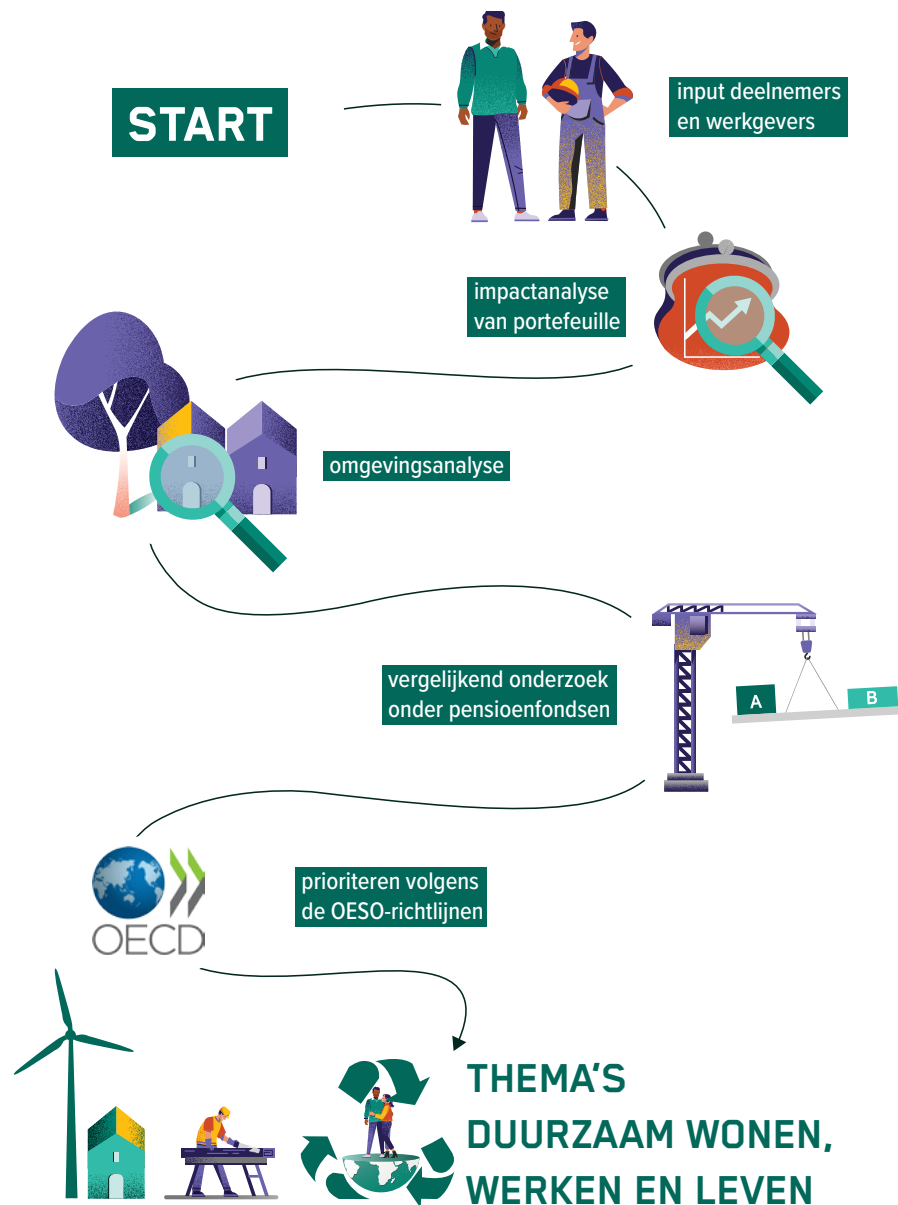 START
input deelnemers
en werkgevers
impactanalyse
van portefeuille
omgevingsanalyse
vergelijkend onderzoek
onder pensioenfondsen
A
B
prioriteren volgens
de OESO-richtlijnen
OECD
THEMA'S
DUURZAAM WONEN,
WERKEN EN LEVEN